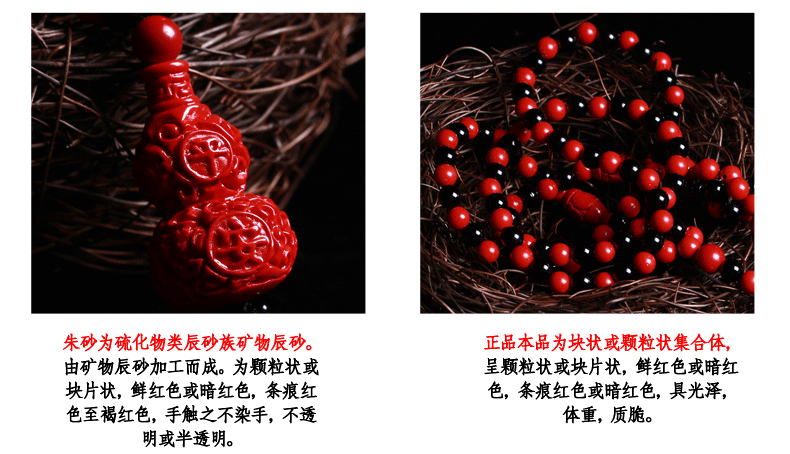 朱砂为硫化物类辰砂族矿物辰砂。
由矿物辰砂加工而成。为颗粒状或
块片状，鲜红色或暗红色，条痕红
色至褐红色，手触之不染手，不透
明或半透明。
正品本品为块状或颗粒状集合体，
呈颗粒状或块片状，鲜红色或暗红
色，条痕红色或暗红色，具光泽，
体重，质脆。